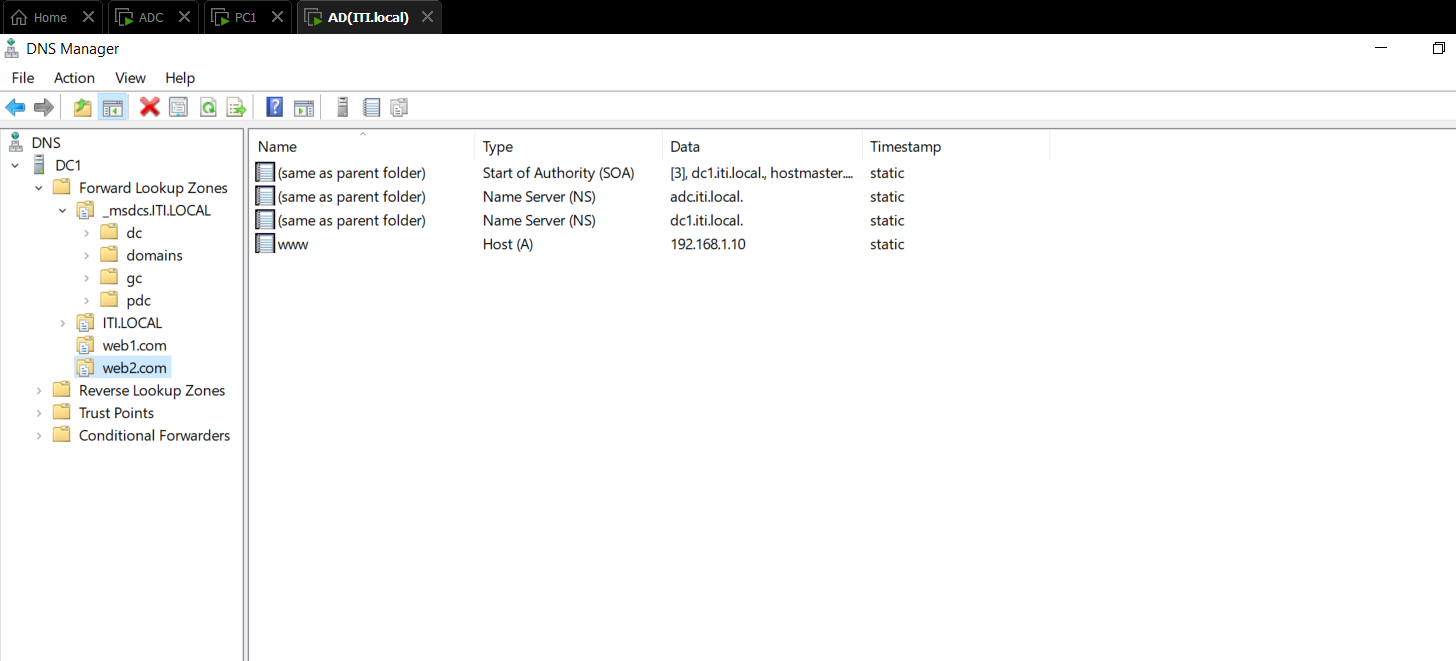 Home ADC PC1 AD(ITI.local)
DNS Manager
File Action View Help
DNS
DC1
Forward Lookup Zones
_msdcs.ITI.LOCAL
dc
domains
gc
pdc
ITI.LOCAL
web1.com
web2.com
Reverse Lookup Zones
Trust Points
Conditional Forwarders
Name Type Data Timestamp
(same as parent folder) Start of Authority (SOA) [3], dc1.iti.local., hostmaster.... static
(same as parent folder) Name Server (NS) adc.iti.local. static
(same as parent folder) Name Server (NS) dc1.iti.local. static
www Host (A) 192.168.1.10 static